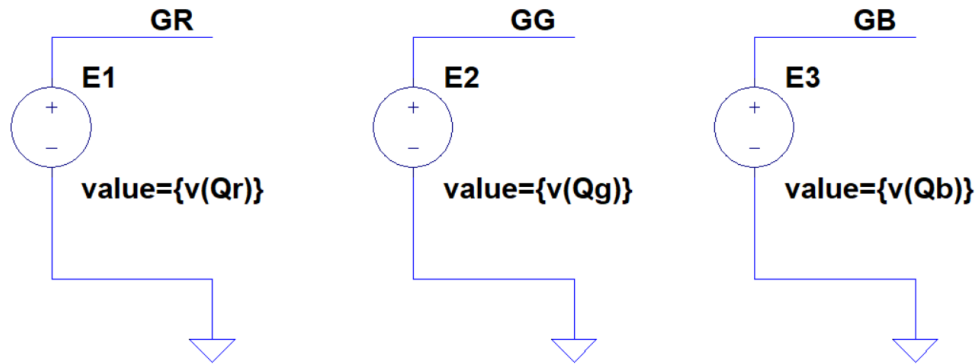 GR
GG
GB
E1
E2
E3
+
+
+
−
−
−
value={v(Qr)}
value={v(Qg)}
value={v(Qb)}